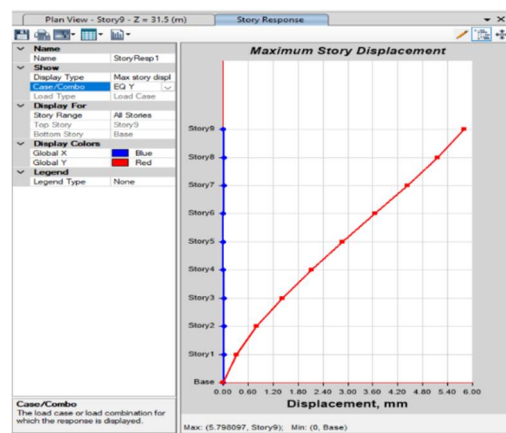 Plan View - Story9 - Z = 31.5 (m)
Story Response
Name
Name StoryResp1
Show
Display Type Max story displ
Case/Combo EQ Y
Load Type Load Case
Display For
Story Range All Stories
Top Story Story9
Bottom Story Base
Display Colors
Global X Blue
Global Y Red
Legend
Legend Type None
Case/Combo
The load case or load combination for
which the response is displayed.
Maximum Story Displacement
Story9
Story8
Story7
Story6
Story5
Story4
Story3
Story2
Story1
Base
0.00 0.60 1.20 1.80 2.40 3.00 3.60 4.20 4.80 5.40 6.00
Displacement, mm
Max: (5.798097, Story9); Min: (0, Base)